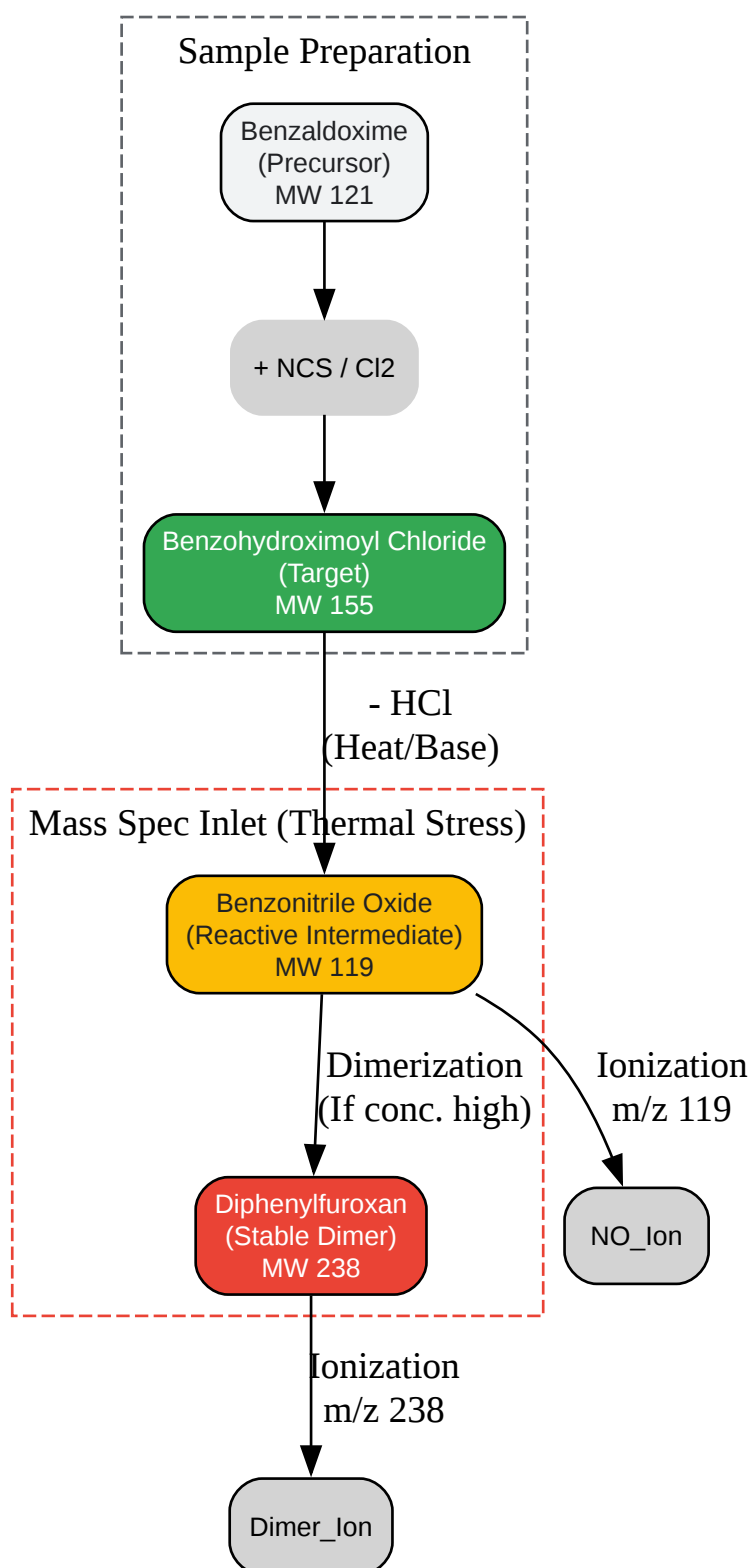 Sample Preparation
Benzaldoxime
(Precursor)
MW 121
+ NCS / Cl2
Benzohydroximoyl Chloride
(Target)
MW 155
- HCl
(Heat/Base)
Mass Spec Inlet (Thermal Stress)
Benzonitrile Oxide
(Reactive Intermediate)
MW 119
Dimerization
(If conc. high)
Ionization
m/z 119
Diphenylfuroxan
(Stable Dimer)
MW 238
NO_Ion
Ionization
m/z 238
Dimer_Ion